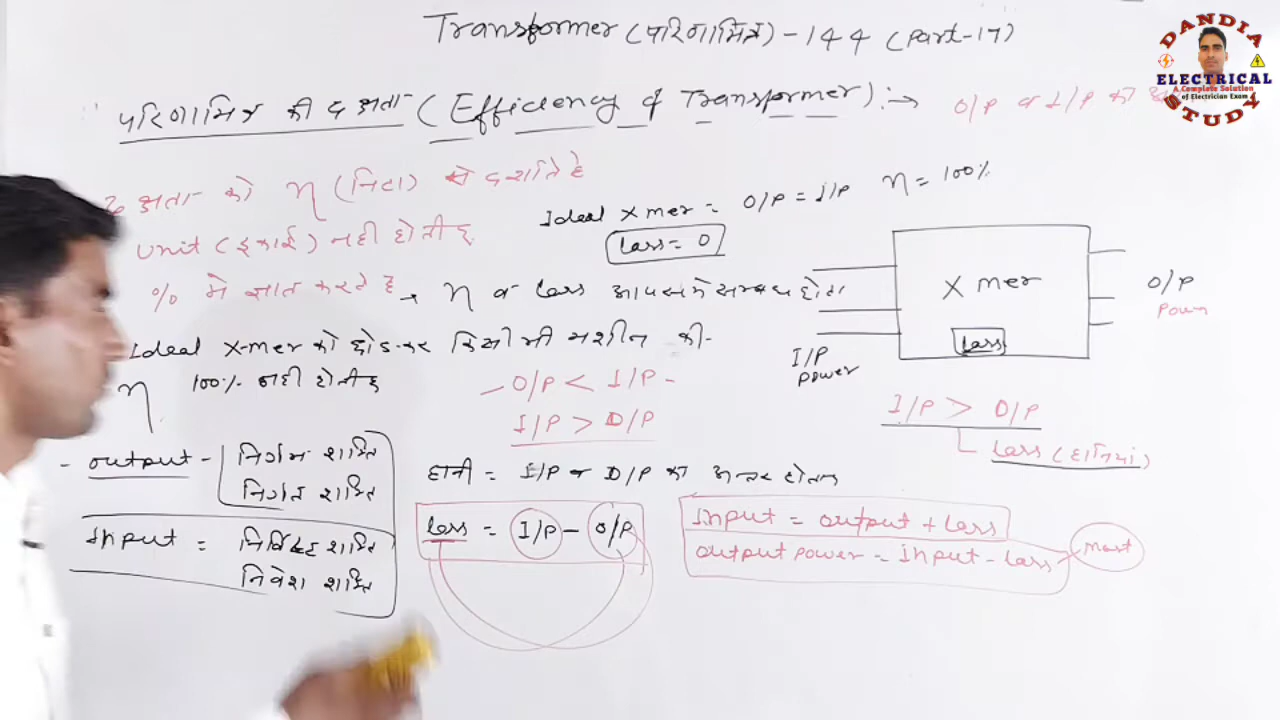 Transformer (परिणामित्र) - 144 (Part-17)
परिणामित्र की दक्षता (Efficiency of Transformer) :→ O/P व I/P को
DANDIA
ELECTRICAL
A Complete Solution
of Electrician Exam
STUDY
दक्षता को η (निटा) से दर्शाते है
Unit (इकाई) नही होती है
% मे ज्ञात करते है
Ideal Xmer = O/P = I/P η = 100%
Loss = 0
→ η व Loss आपस मे सम्बन्ध होता
Ideal X-mer को छोडकर किसी भी मशीन की
η 100% नही होती है
- O/P < I/P -
I/P > O/P
X mer
Loss
I/P
Power
O/P
Power
I/P > O/P
Loss (हानियां)
- Output - निर्गम शक्ति
निर्गत शक्ति
Input = निर्विष्ट शक्ति
निवेश शक्ति
हानी = I/P व O/P का अन्तर होता
Loss = I/P - O/P
Input = Output + Loss
Output Power = Input - Loss
Most